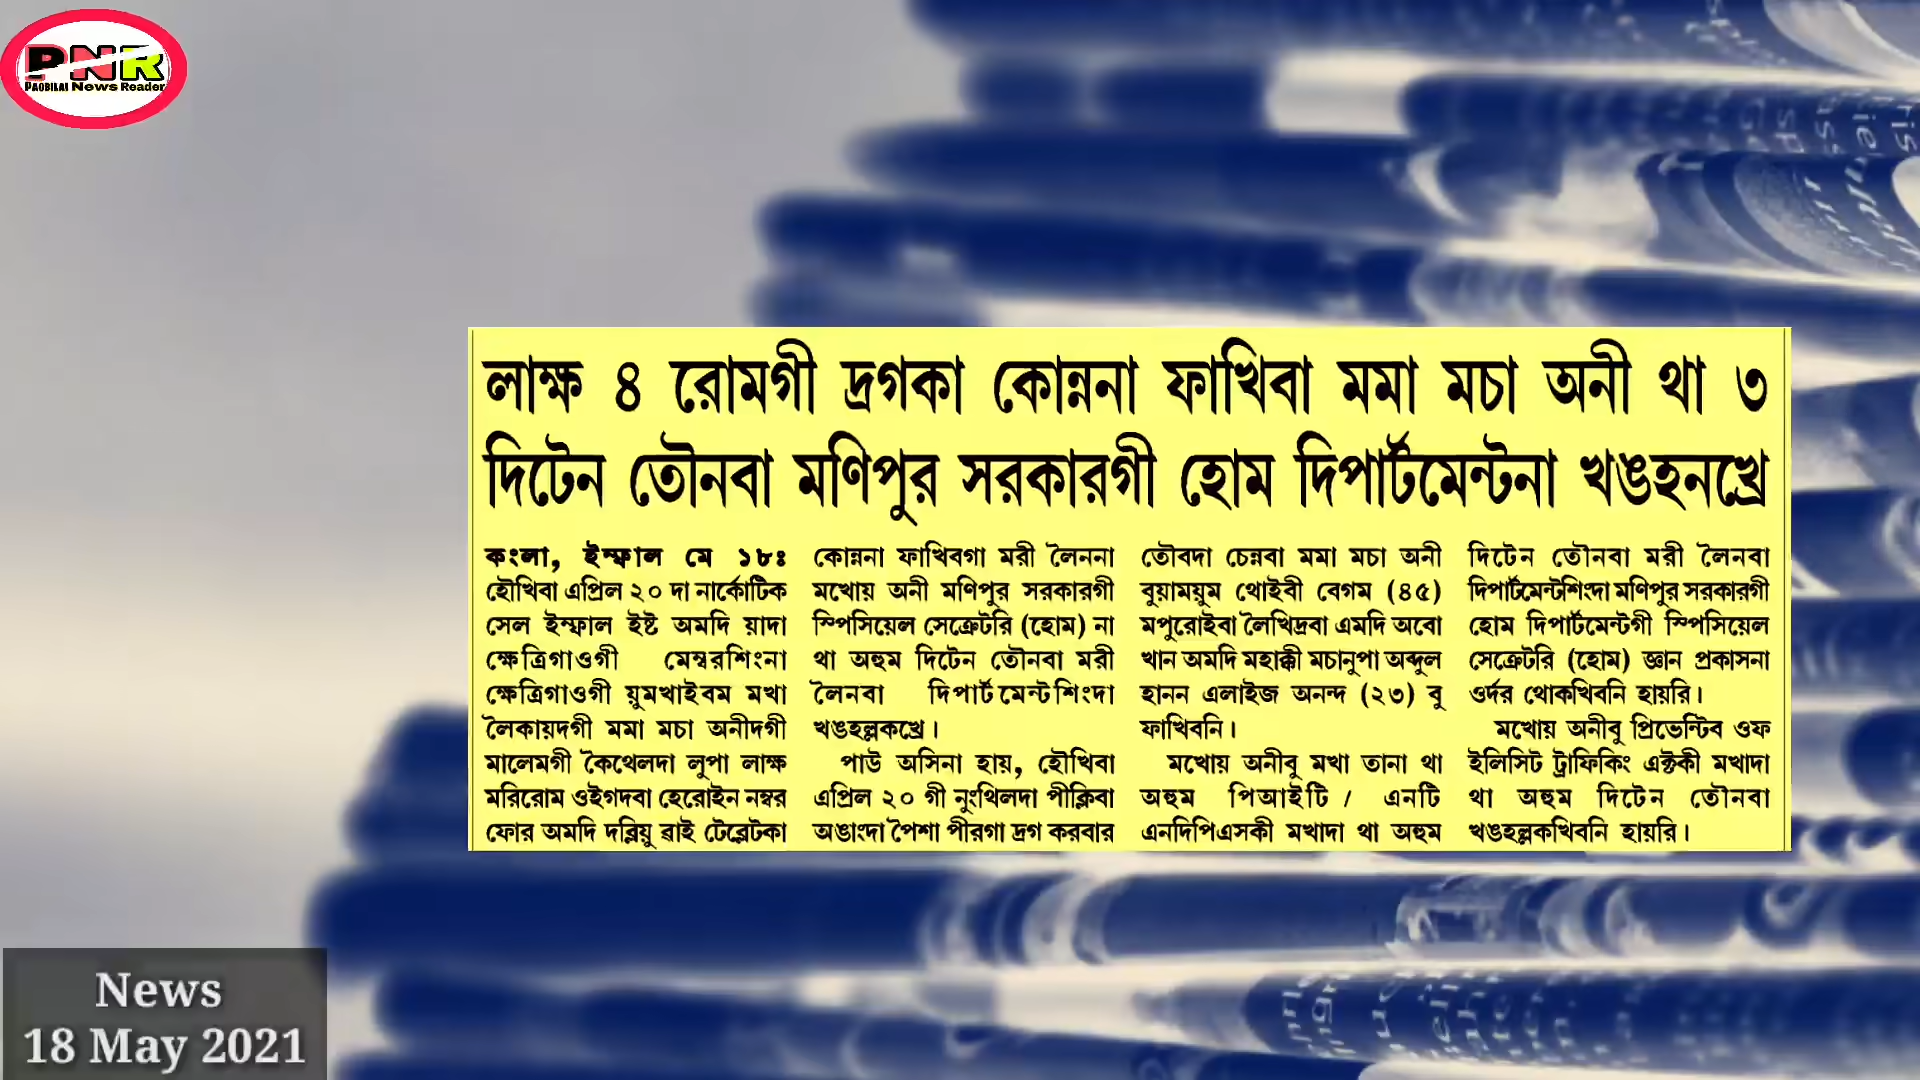 PNR
PAOBILAI News Reader
লাক্ষ ৪ রোমগী দ্রগকা কোন্ননা ফাখিবা মমা মচা অনী থা ৩
দিটেন তৌনবা মণিপুর সরকারগী হোম দিপার্টমেন্টনা খঙহনখ্রে
কংলা, ইম্ফাল মে ১৮ঃ
হৌখিবা এপ্রিল ২০ দা নার্কোটিক
সেল ইম্ফাল ইষ্ট অমদি য়াদা
ক্ষেত্রিগাওগী মেম্বরশিংনা
ক্ষেত্রিগাওগী য়ুমখাইবম মখা
লৈকায়দগী মমা মচা অনীদগী
মালেমগী কৈথেলদা লুপা লাক্ষ
মরিরোম ওইগদবা হেরোইন নম্বর
ফোর অমদি দব্লিয়ু ৱাই টেব্লেটকা
কোন্ননা ফাখিবগা মরী লৈননা
মখোয় অনী মণিপুর সরকারগী
স্পিসিয়েল সেক্রেটরি (হোম) না
থা অহুম দিটেন তৌনবা মরী
লৈনবা দিপার্টমেন্টশিংদা
খঙহল্লকখ্রে।
পাউ অসিনা হায়, হৌখিবা
এপ্রিল ২০ গী নুংথিলদা পীক্লিবা
অঙাংদা পৈশা পীরগা দ্রগ করবার
তৌবদা চেন্নবা মমা মচা অনী
বুয়াময়ুম থোইবী বেগম (৪৫)
মপুরোইবা লৈখিদ্রবা এমদি অবো
খান অমদি মহাক্কী মচানুপা অব্দুল
হানন এলাইজ অনন্দ (২৩) বু
ফাখিবনি।
মখোয় অনীবু মখা তানা থা
অহুম পিআইটি / এনটি
এনদিপিএসকী মখাদা থা অহুম
দিটেন তৌনবা মরী লৈনবা
দিপার্টমেন্টশিংদা মণিপুর সরকারগী
হোম দিপার্টমেন্টগী স্পিসিয়েল
সেক্রেটরি (হোম) জ্ঞান প্রকাসনা
ওর্দর থোকখিবনি হায়রি।
মখোয় অনীবু প্রিভেন্টিব ওফ
ইলিসিট ট্রাফিকিং এক্টকী মখাদা
থা অহুম দিটেন তৌনবা
খঙহল্লকখিবনি হায়রি।
News
18 May 2021